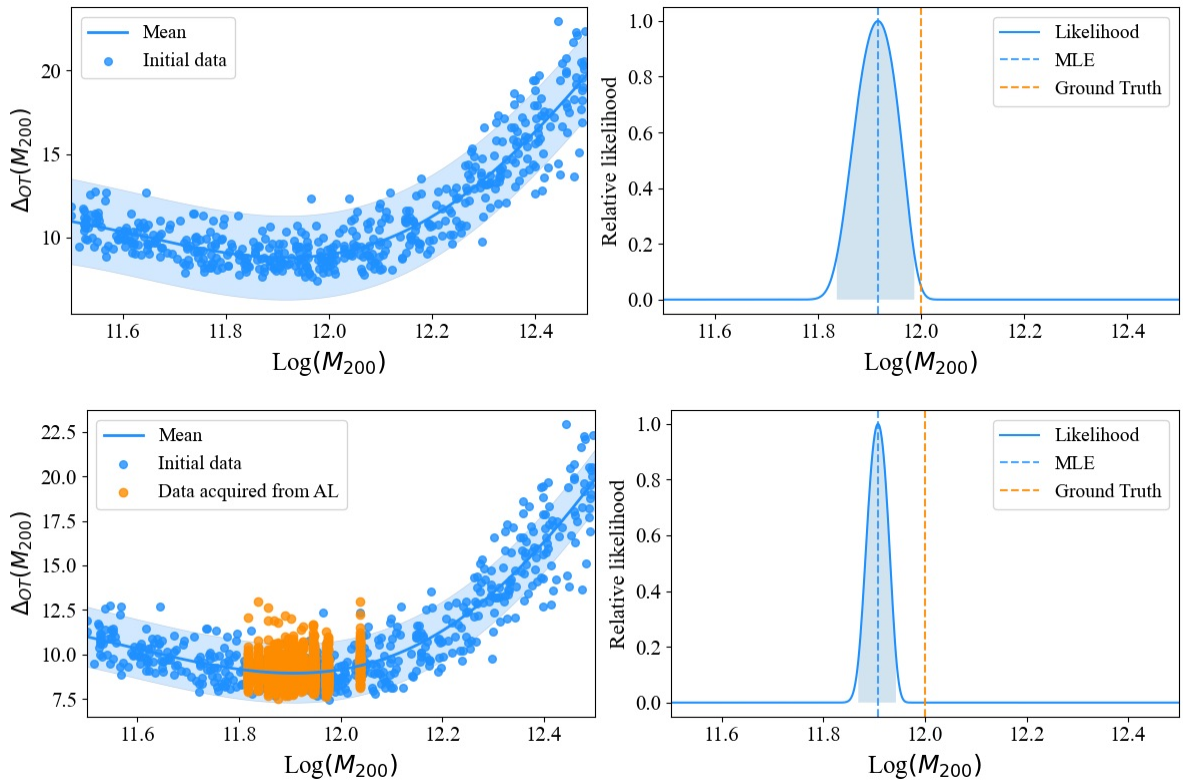 Mean
Initial data
20
15
10
Δ_OT(M_200)
11.6 11.8 12.0 12.2 12.4
Log(M_200)
Likelihood
MLE
Ground Truth
1.0
0.8
0.6
0.4
0.2
0.0
Relative likelihood
11.6 11.8 12.0 12.2 12.4
Log(M_200)
Mean
Initial data
Data acquired from AL
22.5
20.0
17.5
15.0
12.5
10.0
7.5
Δ_OT(M_200)
11.6 11.8 12.0 12.2 12.4
Log(M_200)
Likelihood
MLE
Ground Truth
1.0
0.8
0.6
0.4
0.2
0.0
Relative likelihood
11.6 11.8 12.0 12.2 12.4
Log(M_200)